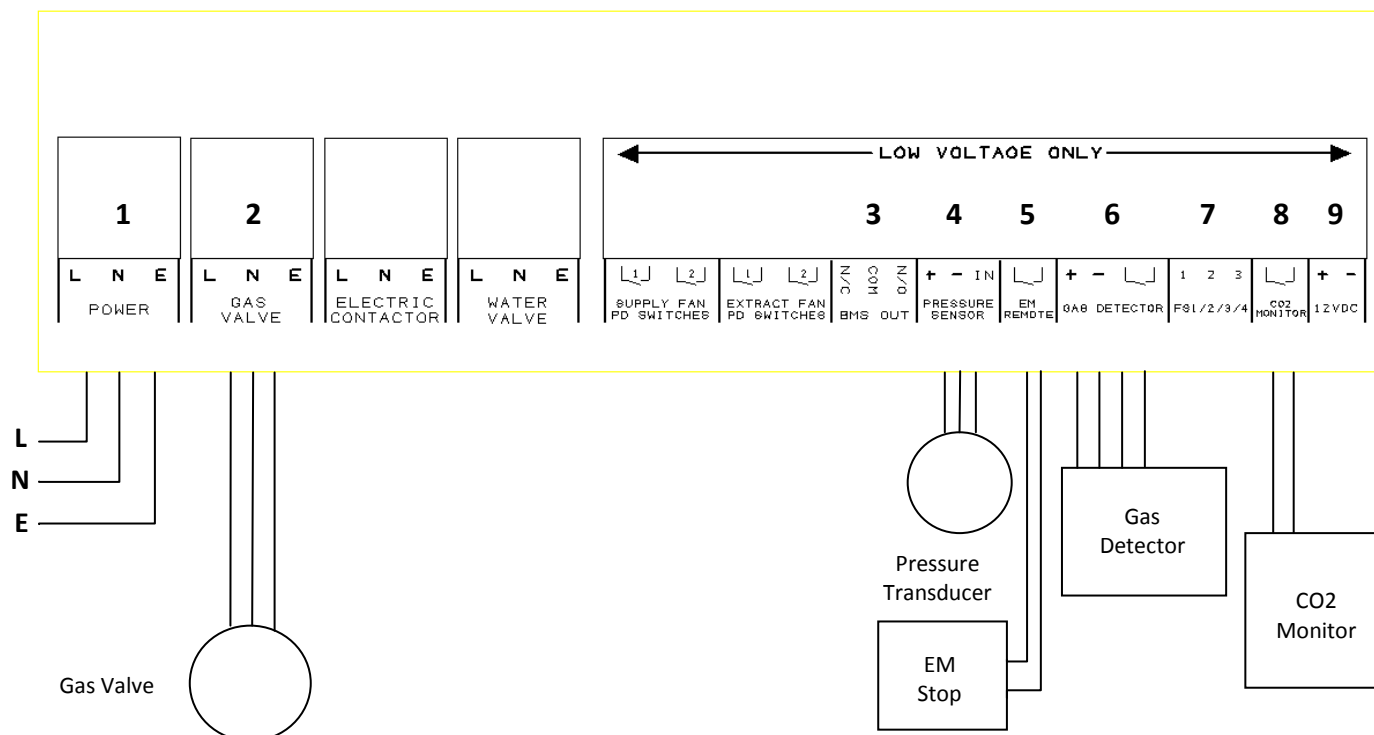 LOW VOLTAGE ONLY
1 2 3 4 5 6 7 8 9
L N E L N E L N E L N E 1 2 1 2 N/C COM N/O + - IN + - 1 2 3 + -
POWER
GAS
VALVE
ELECTRIC
CONTACTOR
WATER
VALVE
SUPPLY FAN
PD SWITCHES
EXTRACT FAN
PD SWITCHES
BMS OUT
PRESSURE
SENSOR
EM
REMOTE
GAS DETECTOR
FS1/2/3/4
CO2
MONITOR
12VDC
L
N
E
Gas Valve
Pressure
Transducer
EM
Stop
Gas
Detector
CO2
Monitor